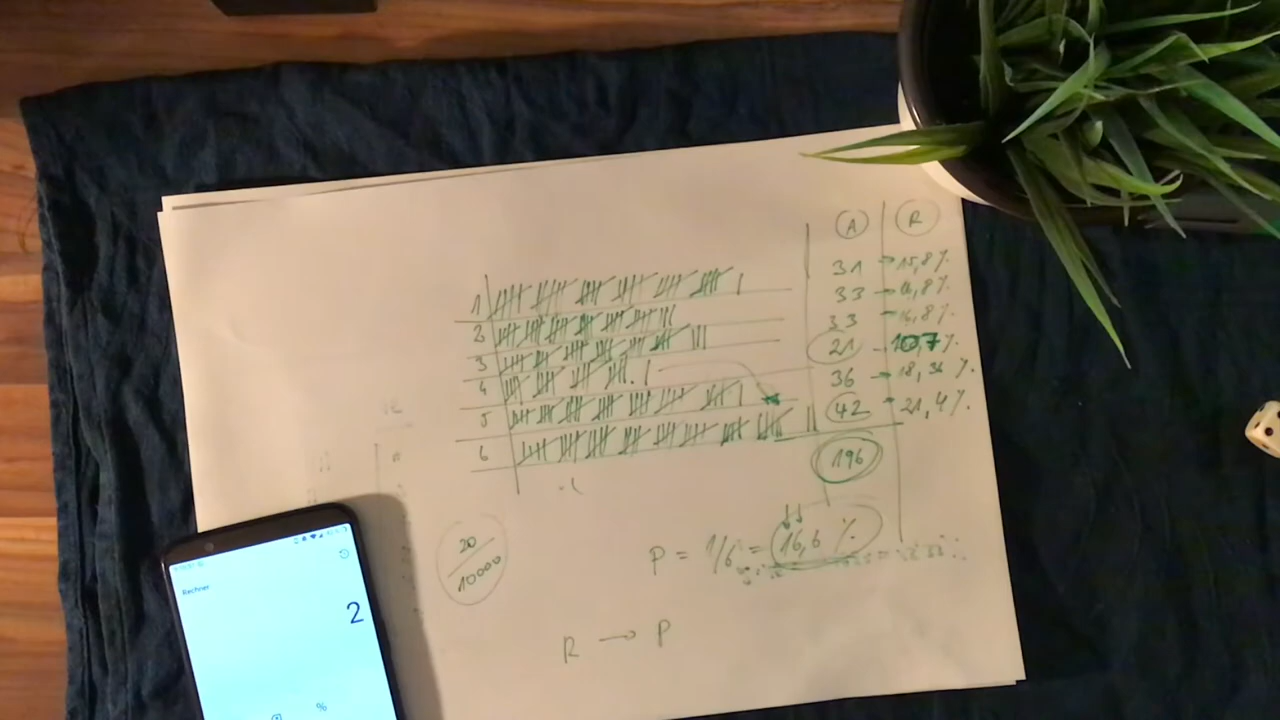 A R
1 31 → 15,8 %
2 33 → 16,8 %
3 33 → 16,8 %
4 21 → 10,7 %
5 36 → 18,36 %
6 42 → 21,4 %
196
20/10000
P = 1/6 = 16,6 %
R → P
Rechner
2
%